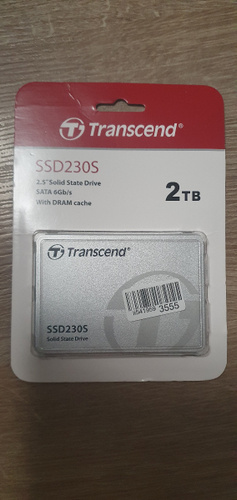 Transcend
SSD230S
2.5" Solid State Drive
SATA 6Gb/s
With DRAM cache
2TB
Transcend
3555
SSD230S
Solid State Drive